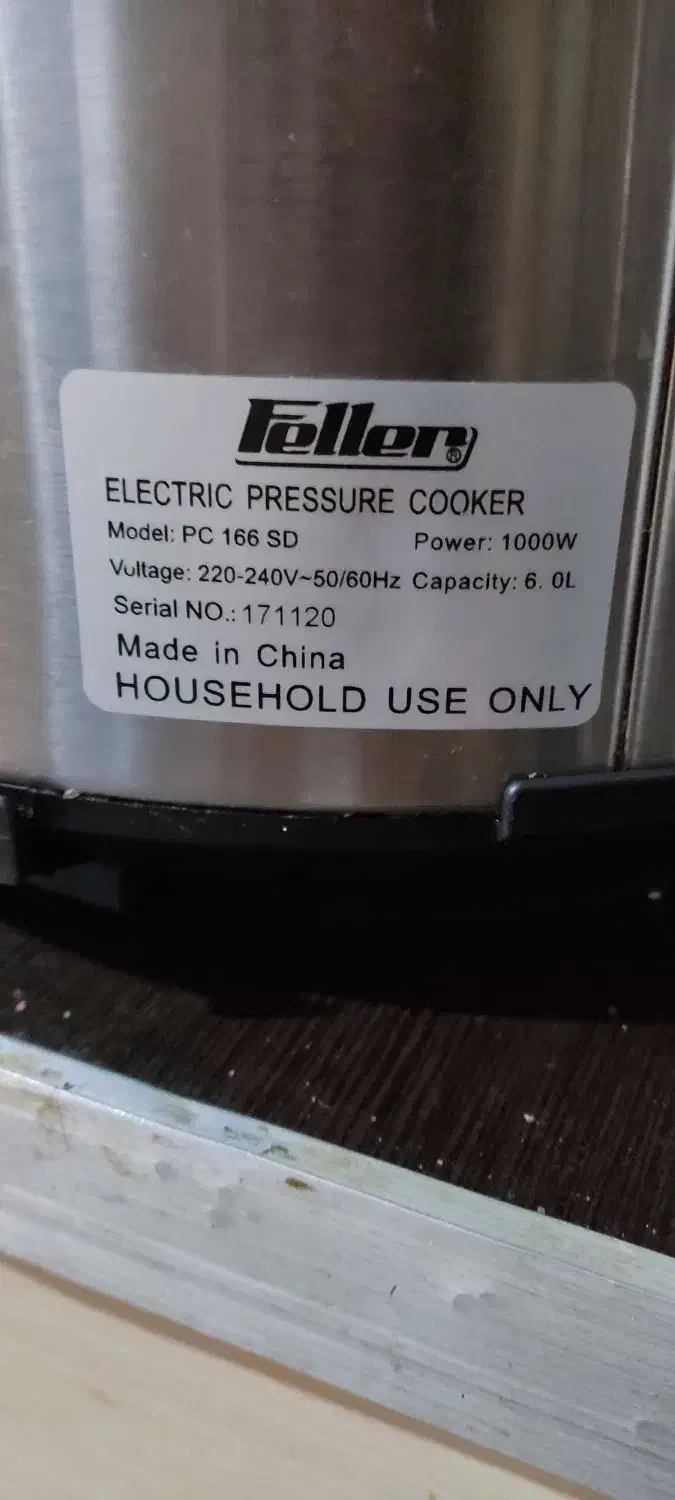 Feller®
ELECTRIC PRESSURE COOKER
Model: PC 166 SD Power: 1000W
Voltage: 220-240V~50/60Hz Capacity: 6. 0L
Serial NO.: 171120
Made in China
HOUSEHOLD USE ONLY